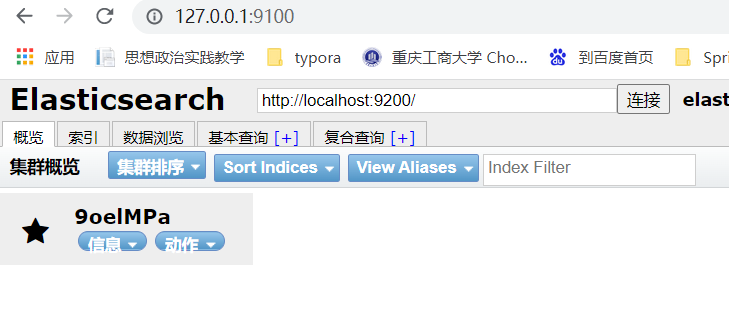 127.0.0.1:9100
应用 思想政治实践教学 typora 重庆工商大学 Cho... 到百度首页 Spri
Elasticsearch http://localhost:9200/ 连接 elast
概览 索引 数据浏览 基本查询 [+] 复合查询 [+]
集群概览 集群排序 Sort Indices View Aliases Index Filter
9oelMPa
信息 动作